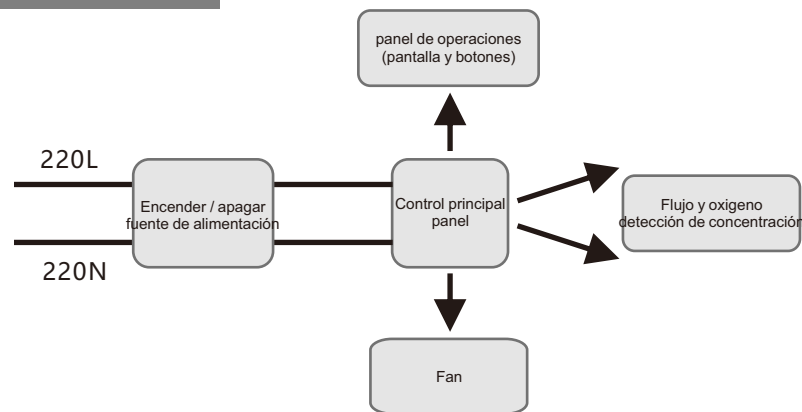 panel de operaciones
(pantalla y botones)
220L
Encender / apagar
fuente de alimentación
Control principal
panel
Flujo y oxigeno
detección de concentración
220N
Fan